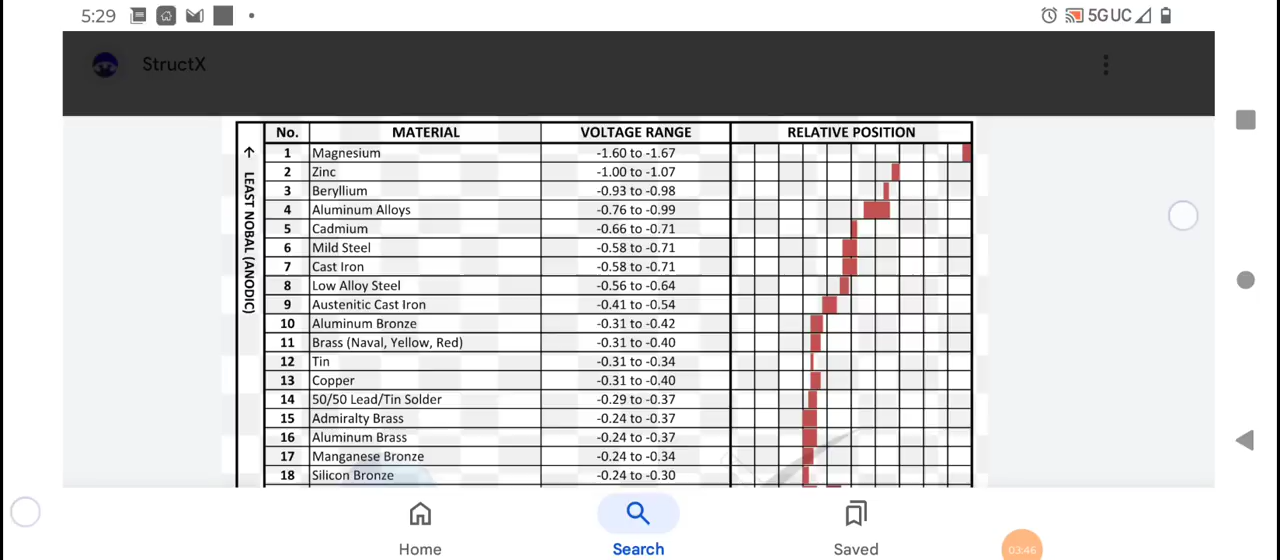 5:29
5G UC
StructX
No. MATERIAL VOLTAGE RANGE RELATIVE POSITION
↑ LEAST NOBAL (ANODIC)
1 Magnesium -1.60 to -1.67
2 Zinc -1.00 to -1.07
3 Beryllium -0.93 to -0.98
4 Aluminum Alloys -0.76 to -0.99
5 Cadmium -0.66 to -0.71
6 Mild Steel -0.58 to -0.71
7 Cast Iron -0.58 to -0.71
8 Low Alloy Steel -0.56 to -0.64
9 Austenitic Cast Iron -0.41 to -0.54
10 Aluminum Bronze -0.31 to -0.42
11 Brass (Naval, Yellow, Red) -0.31 to -0.40
12 Tin -0.31 to -0.34
13 Copper -0.31 to -0.40
14 50/50 Lead/Tin Solder -0.29 to -0.37
15 Admiralty Brass -0.24 to -0.37
16 Aluminum Brass -0.24 to -0.37
17 Manganese Bronze -0.24 to -0.34
18 Silicon Bronze -0.24 to -0.30
Home Search Saved
03:46